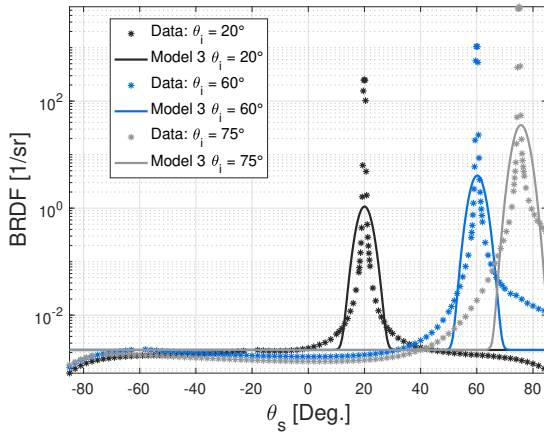 Data: θi = 20°
Model 3 θi = 20°
Data: θi = 60°
Model 3 θi = 60°
Data: θi = 75°
Model 3 θi = 75°
BRDF [1/sr]
10^2
10^0
10^-2
-80 -60 -40 -20 0 20 40 60 80
θs [Deg.]